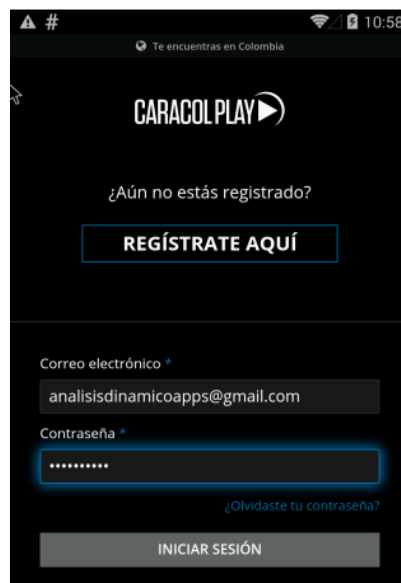 # 10:58
Te encuentras en Colombia
CARACOL PLAY
¿Aún no estás registrado?
REGÍSTRATE AQUÍ
Correo electrónico *
analisisdinamicoapps@gmail.com
Contraseña *
••••••••••
¿Olvidaste tu contraseña?
INICIAR SESIÓN